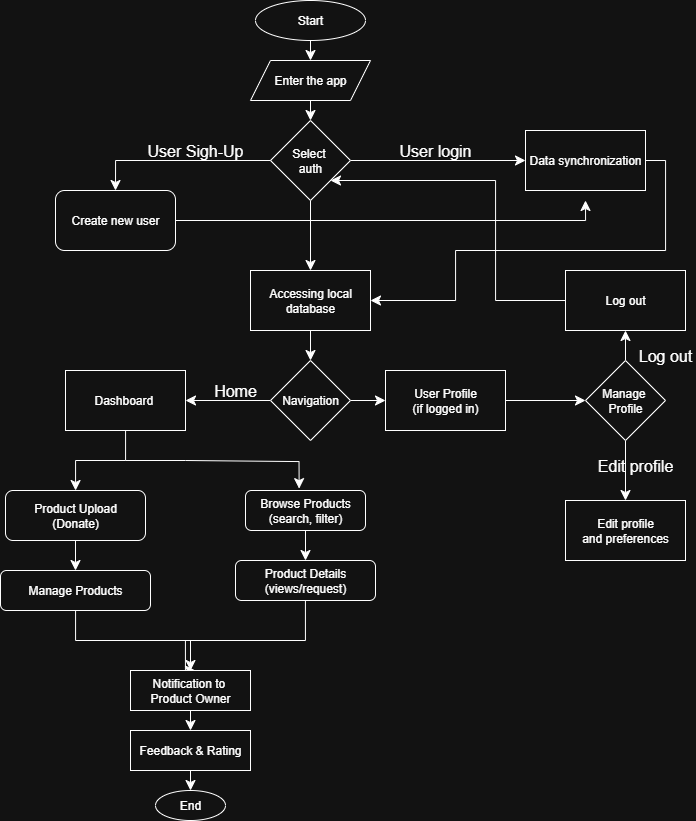 Start
Enter the app
Select
auth
User Sigh-Up
User login
Data synchronization
Create new user
Accessing local
database
Log out
Log out
Dashboard
Home
Navigation
User Profile
(if logged in)
Manage
Profile
Edit profile
Product Upload
(Donate)
Browse Products
(search, filter)
Edit profile
and preferences
Manage Products
Product Details
(views/request)
Notification to
Product Owner
Feedback & Rating
End